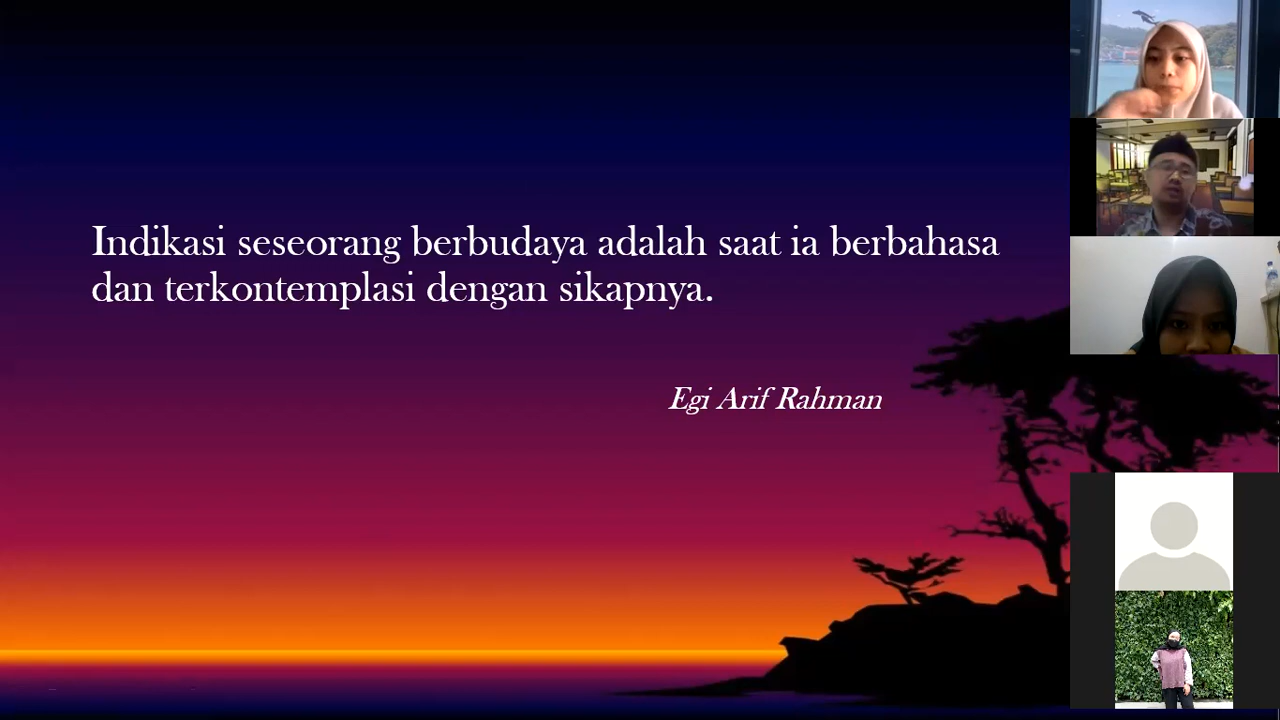 Indikasi seseorang berbudaya adalah saat ia berbahasa
dan terkontemplasi dengan sikapnya.
Egi Arif Rahman